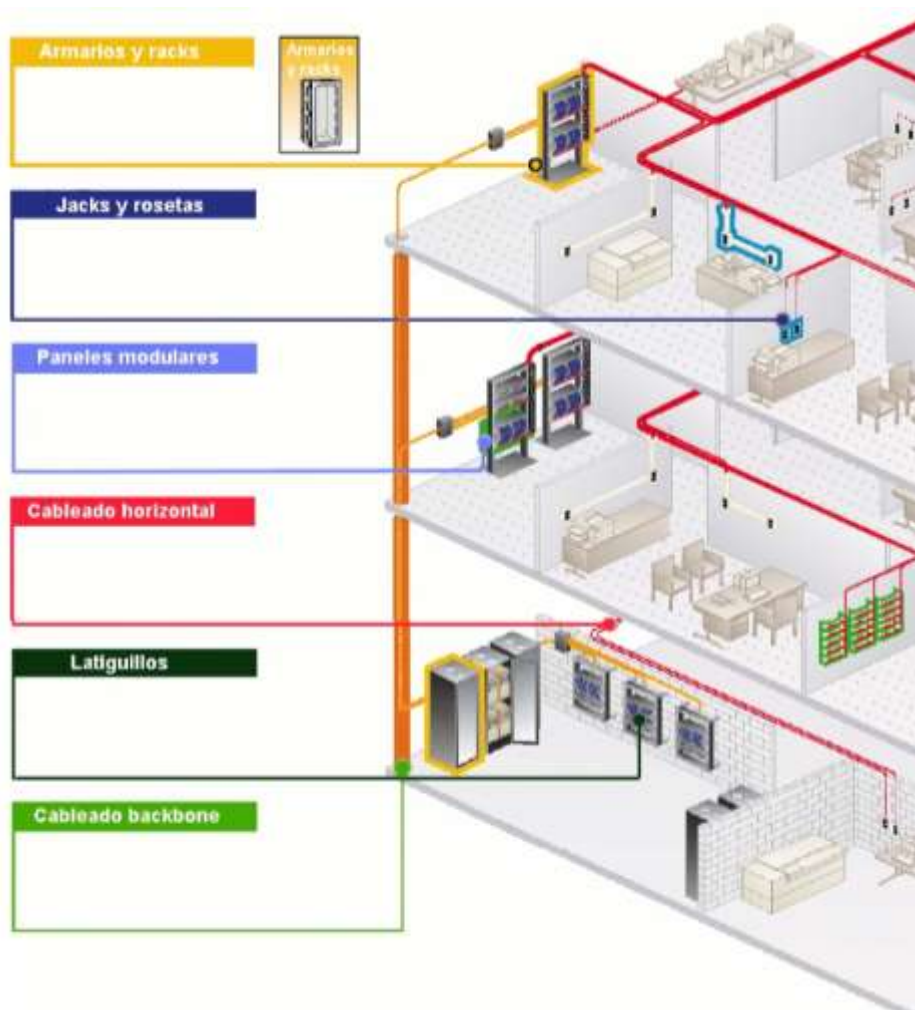 Armarios y racks
Armarios
y racks
Jacks y rosetas
Paneles modulares
Cableado horizontal
Latiguillos
Cableado backbone